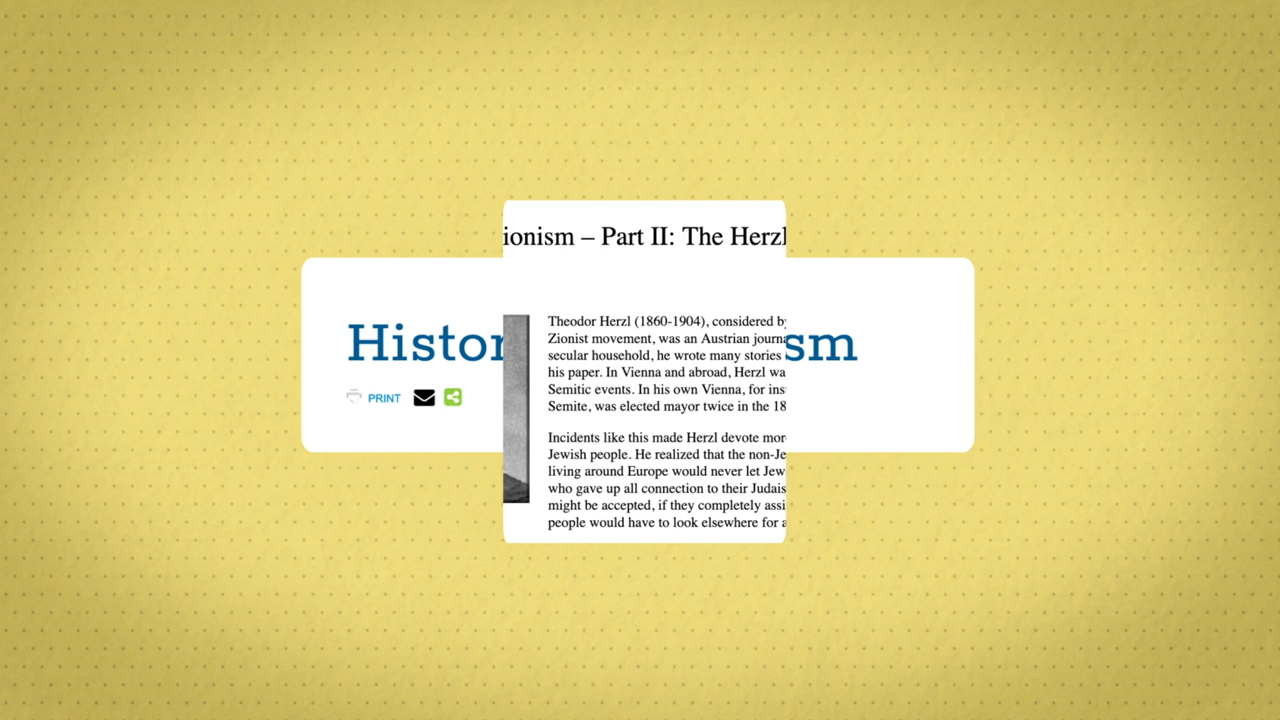 ionism – Part II: The Herzl
Histor
sm
PRINT
Theodor Herzl (1860-1904), considered by
Zionist movement, was an Austrian journa
secular household, he wrote many stories
his paper. In Vienna and abroad, Herzl wa
Semitic events. In his own Vienna, for ins
Semite, was elected mayor twice in the 18
Incidents like this made Herzl devote mor
Jewish people. He realized that the non-Je
living around Europe would never let Jew
who gave up all connection to their Judais
might be accepted, if they completely assi
people would have to look elsewhere for a